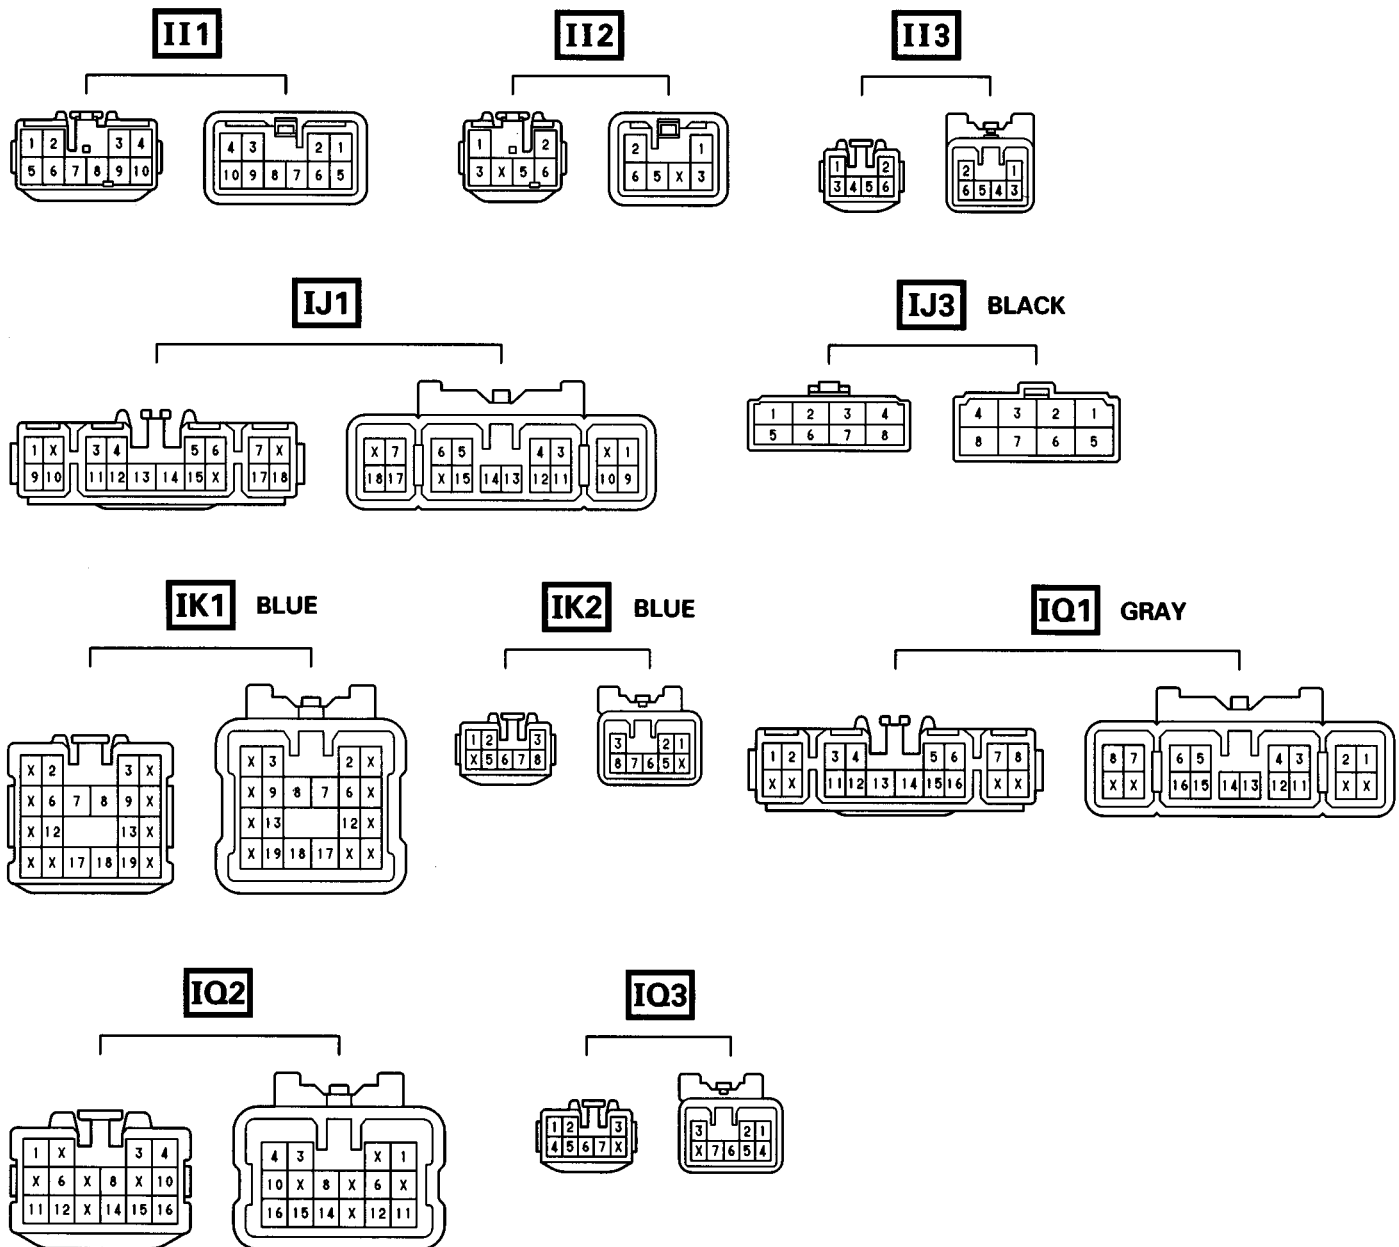 II1 II2 II3
1 2 3 4 4 3 2 1 1 2 2 1 1 2 2 1
5 6 7 8 9 10 10 9 8 7 6 5 3 X 5 6 6 5 X 3 3 4 5 6 6 5 4 3
IJ1 IJ3 BLACK
1 2 3 4 4 3 2 1
5 6 7 8 8 7 6 5
1 X 3 4 5 6 7 X X 7 6 5 4 3 X 1
9 10 11 12 13 14 15 X 17 18 18 17 X 15 14 13 12 11 10 9
IK1 BLUE IK2 BLUE IQ1 GRAY
1 2 3 3 2 1 1 2 3 4 5 6 7 8 8 7 6 5 4 3 2 1
X 5 6 7 8 8 7 6 5 X X X 11 12 13 14 15 16 X X X X 16 15 14 13 12 11 X X
X 2 3 X X 3 2 X
X 6 7 8 9 X X 9 8 7 6 X
X 12 13 X X 13 12 X
X X 17 18 19 X X 19 18 17 X X
IQ2 IQ3
1 2 3 3 2 1
4 5 6 7 X X 7 6 5 4
1 X 3 4 4 3 X 1
X 6 X 8 X 10 10 X 8 X 6 X
11 12 X 14 15 16 16 15 14 X 12 11